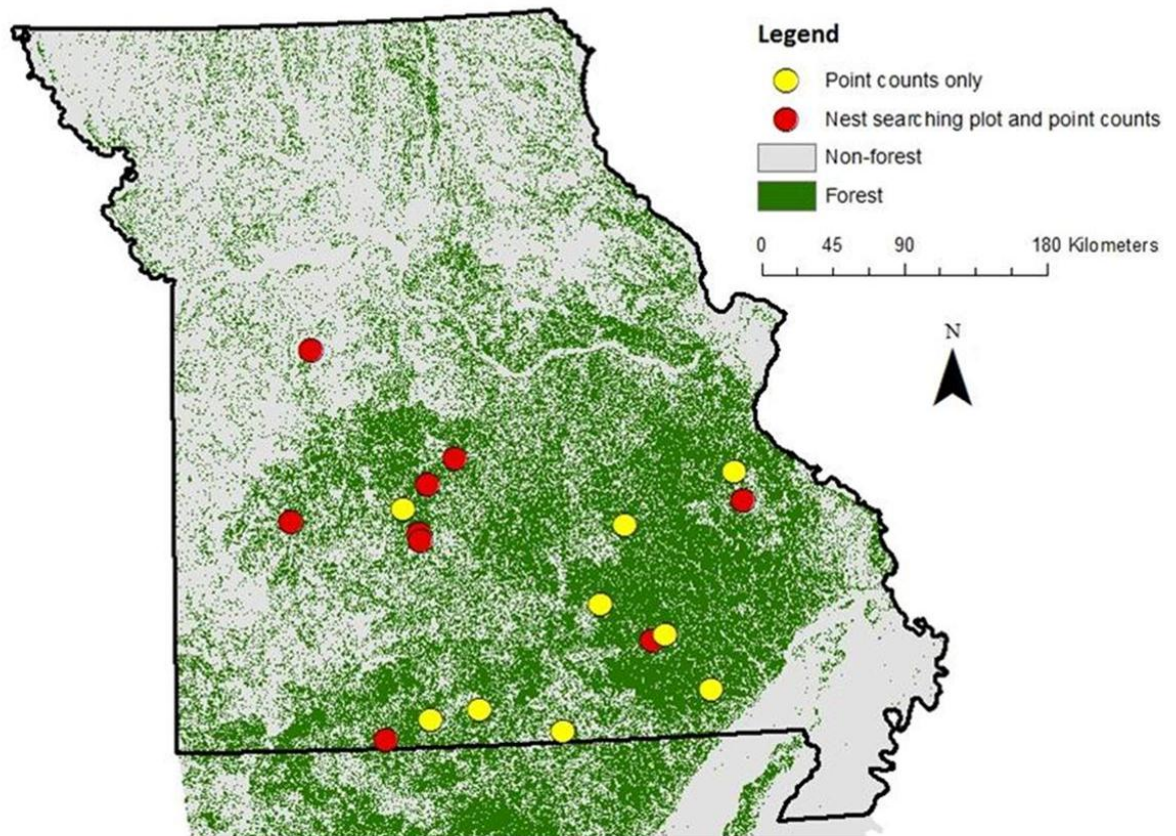 Legend
Point counts only
Nest searching plot and point counts
Non-forest
Forest
0 45 90 180 Kilometers
N